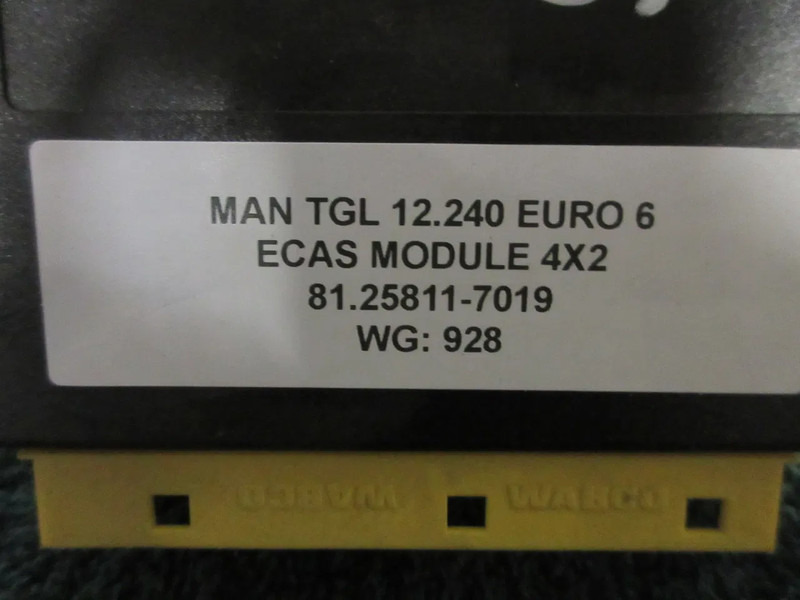 MAN TGL 12.240 EURO 6
ECAS MODULE 4X2
81.25811-7019
WG: 928
WABCO WABCO